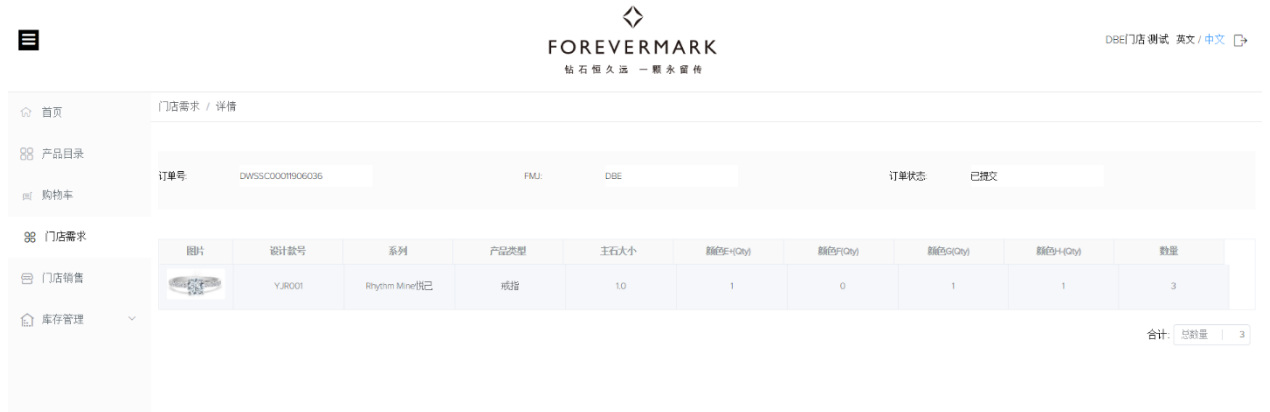 FOREVERMARK
钻石恒久远 一颗永留传
DBE门店 测试 英文 / 中文
首页
产品目录
购物车
门店需求
门店销售
库存管理
门店需求 / 详情
订单号: DWSSC00011906036 FMJ: DBE 订单状态: 已提交
图片 设计款号 系列 产品类型 主石大小 颜色E+(Qty) 颜色F(Qty) 颜色G(Qty) 颜色H-(Qty) 数量
YJR001 Rhythm Mine悦己 戒指 1.0 1 0 1 1 3
合计: 总数量 3